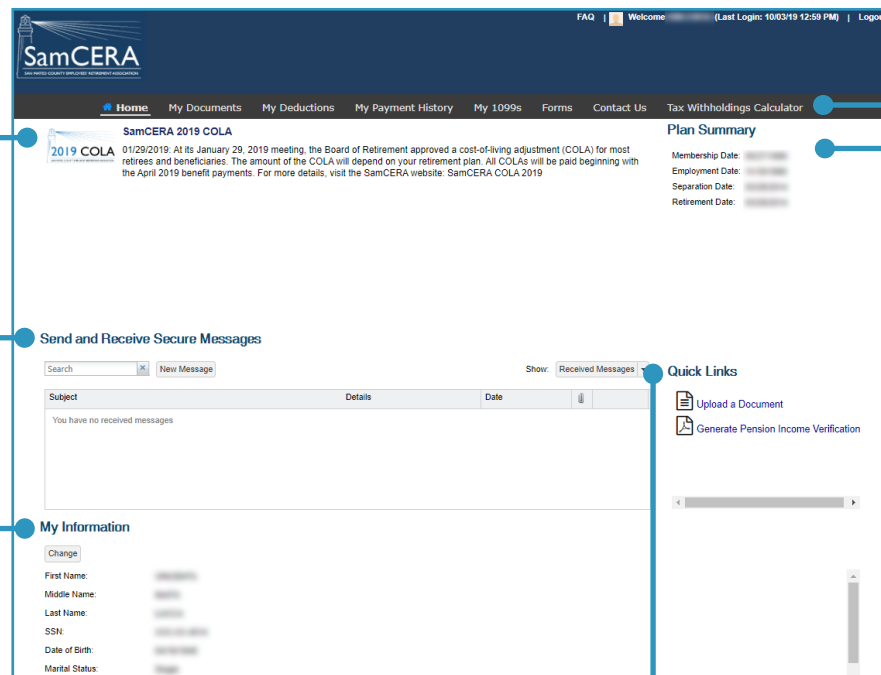 FAQ | Welcome (Last Login: 10/03/19 12:59 PM) | Logou
SamCERA
SAN MATEO COUNTY EMPLOYEES' RETIREMENT ASSOCIATION
Home My Documents My Deductions My Payment History My 1099s Forms Contact Us Tax Withholdings Calculator
SamCERA 2019 COLA
2019 COLA
01/29/2019: At its January 29, 2019 meeting, the Board of Retirement approved a cost-of-living adjustment (COLA) for most
retirees and beneficiaries. The amount of the COLA will depend on your retirement plan. All COLAs will be paid beginning with
the April 2019 benefit payments. For more details, visit the SamCERA website: SamCERA COLA 2019
Plan Summary
Membership Date:
Employment Date:
Separation Date:
Retirement Date:
Send and Receive Secure Messages
Search New Message Show: Received Messages
Subject Details Date
You have no received messages
Quick Links
Upload a Document
Generate Pension Income Verification
My Information
Change
First Name:
Middle Name:
Last Name:
SSN:
Date of Birth:
Marital Status: